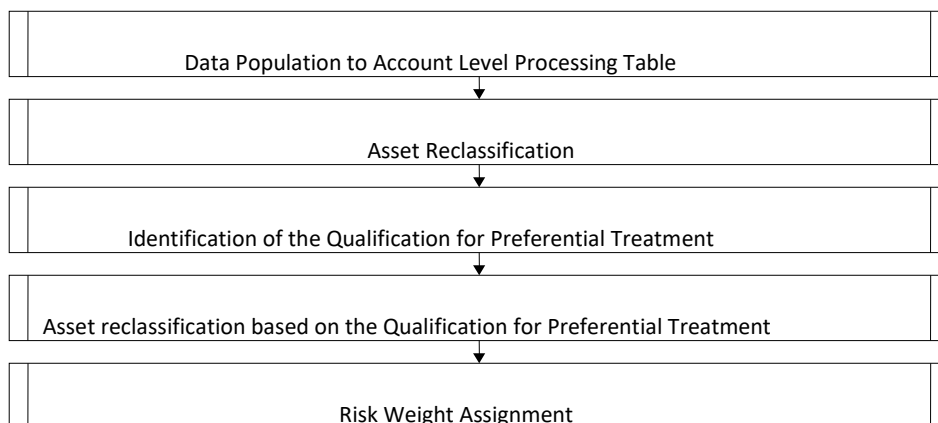 Data Population to Account Level Processing Table
Asset Reclassification
Identification of the Qualification for Preferential Treatment
Asset reclassification based on the Qualification for Preferential Treatment
Risk Weight Assignment